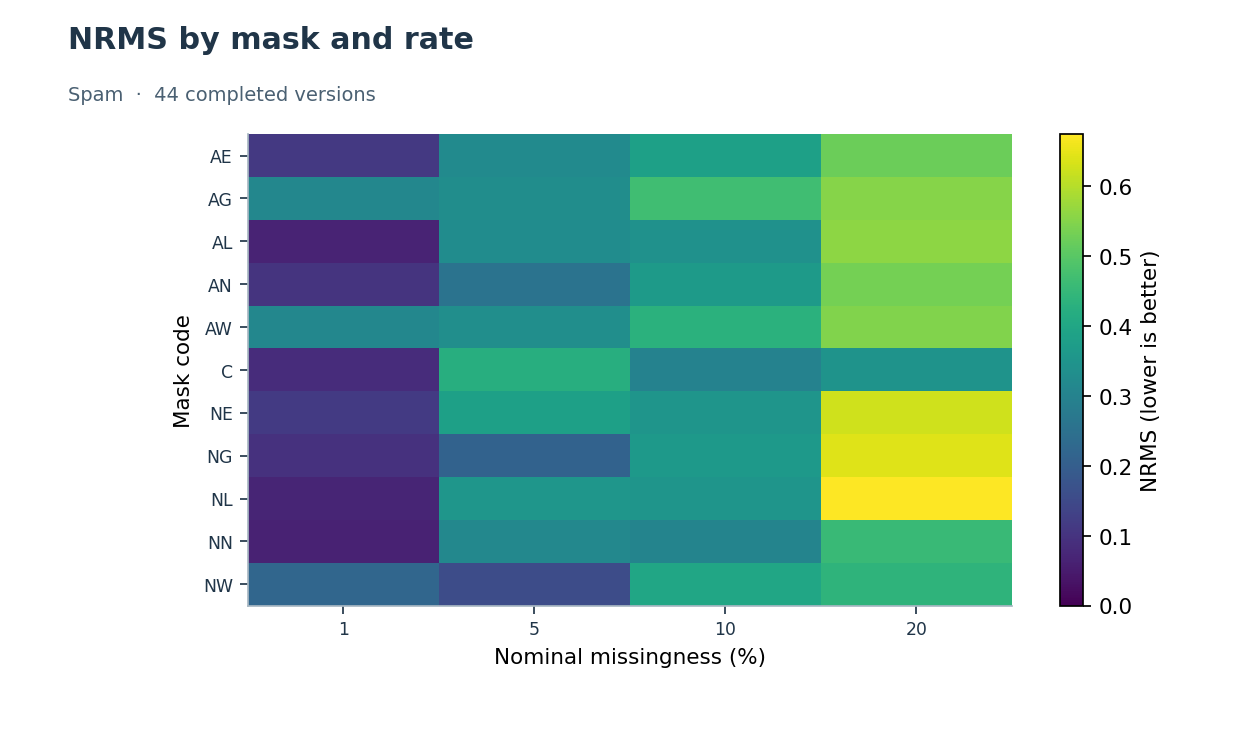 NRMS by mask and rate
Spam · 44 completed versions
Mask code
AE
AG
AL
AN
AW
C
NE
NG
NL
NN
NW
1 5 10 20
Nominal missingness (%)
0.6
0.5
0.4
0.3
0.2
0.1
0.0
NRMS (lower is better)